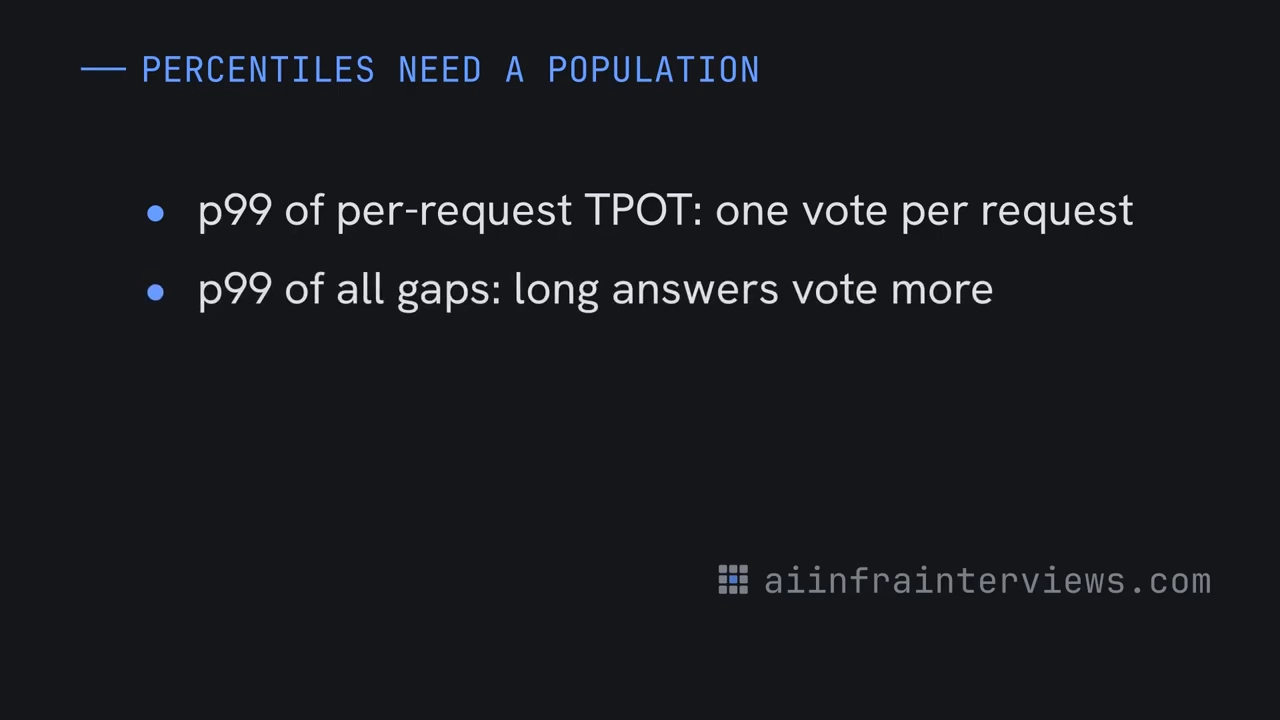 PERCENTILES NEED A POPULATION
p99 of per-request TPOT: one vote per request
p99 of all gaps: long answers vote more
aiinfrainterviews.com